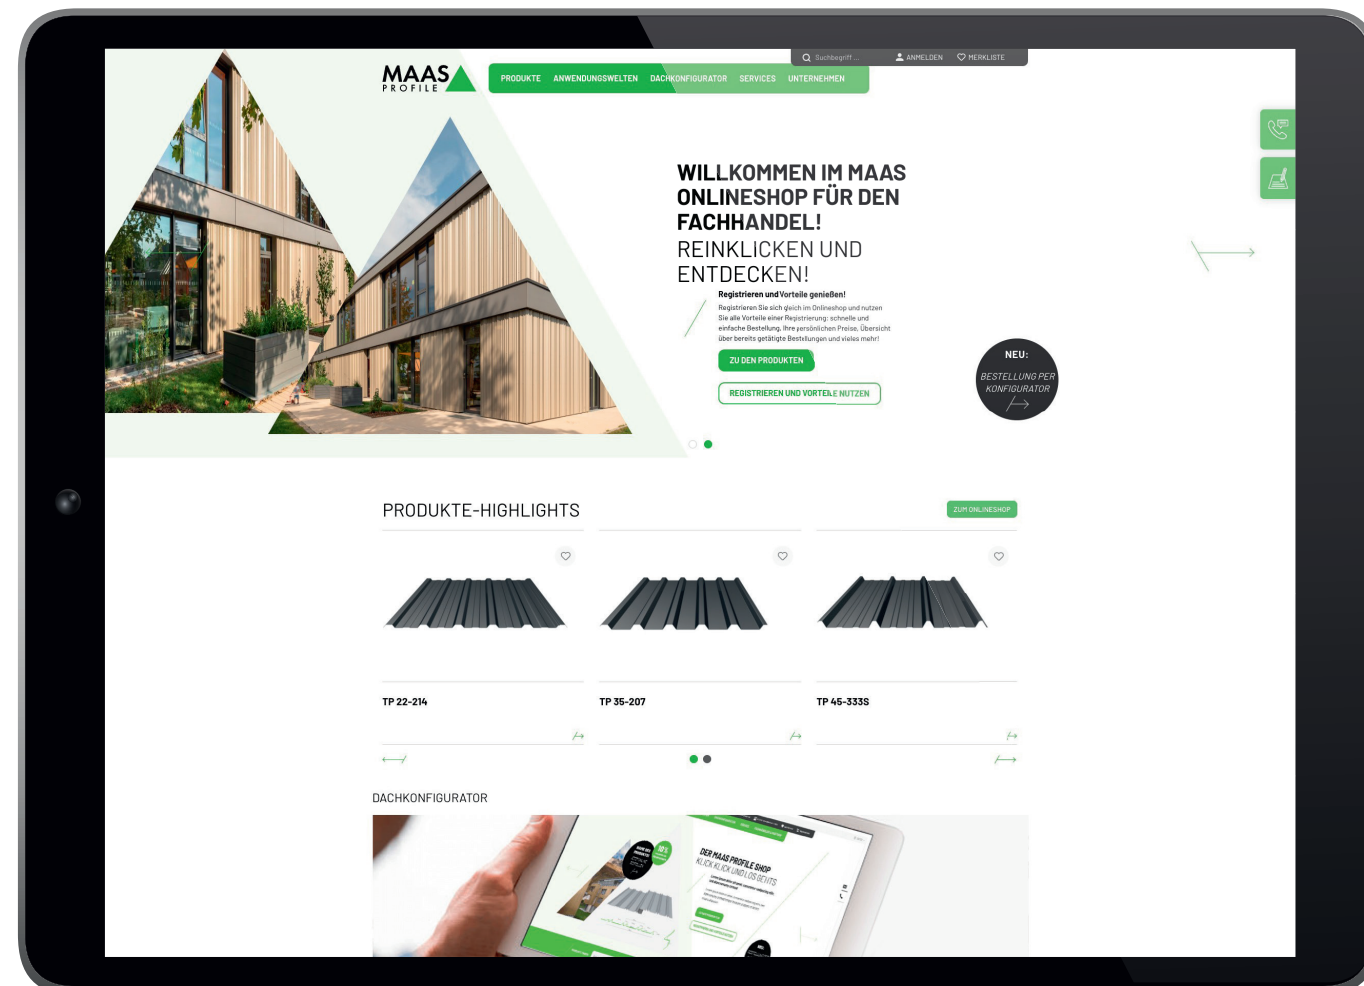 Suchbegriff ...
ANMELDEN
MERKLISTE
MAAS
PROFILE
PRODUKTE ANWENDUNGSWELTEN DACHKONFIGURATOR SERVICES UNTERNEHMEN
WILLKOMMEN IM MAAS
ONLINESHOP FÜR DEN
FACHHANDEL!
REINKLICKEN UND
ENTDECKEN!
Registrieren und Vorteile genießen!
Registrieren Sie sich gleich im Onlineshop und nutzen
Sie alle Vorteile einer Registrierung: schnelle und
einfache Bestellung, Ihre persönlichen Preise, Übersicht
über bereits getätigte Bestellungen und vieles mehr!
ZU DEN PRODUKTEN
REGISTRIEREN UND VORTEILE NUTZEN
NEU:
BESTELLUNG PER
KONFIGURATOR
PRODUKTE-HIGHLIGHTS
ZUM ONLINESHOP
TP 22-214
TP 35-207
TP 45-333S
DACHKONFIGURATOR
10 %
DER MAAS PROFILE SHOP
KLICK KLICK UND LOS GEHTS